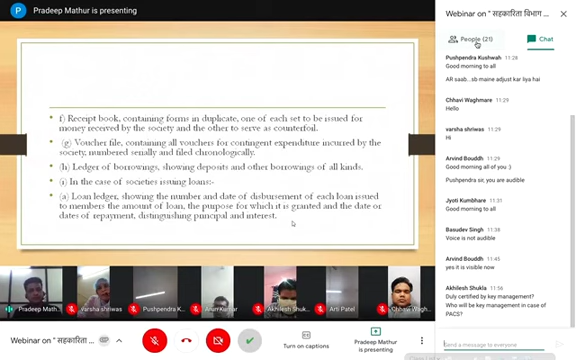 Pradeep Mathur is presenting
f) Receipt book, containing forms in duplicate, one of each set to be issued for
money received by the society and the other to serve as counterfoil.
(g) Voucher file, containing all vouchers for contingent expenditure incurred by the
society, numbered serially and filed chronologically.
(h) Ledger of borrowings, showing deposits and other borrowings of all kinds.
(i) In the case of societies issuing loans:-
(a) Loan ledger, showing the number and date of disbursement of each loan issued
to members the amount of loan, the purpose for which it is granted and the date or
dates of repayment, distinguishing principal and interest.
Pradeep Math...
varsha shriwas
Pushpendra K...
Arun Kumar
Akhilesh Shukla
Arti Patel
Chhavi Wagh...
Webinar on " सहकारिता विभाग
Turn on captions
Pradeep Mathur
is presenting
Webinar on " सहकारिता विभाग में
People (21)
Chat
Pushpendra Kushwah 11:28
Good morning to all
AR saab...sb maine adjust kar liya hai
Chhavi Waghmare 11:29
Hello
varsha shriwas 11:29
Hi
Arvind Bouddh 11:29
Good morning all of you :)
Pushpendra sir, you are audible
Jyoti Kumbhare 11:31
Good morning to all
Basudev Singh 11:38
Voice is not audible
Arvind Bouddh 11:45
yes it is visible now
Akhilesh Shukla 11:56
Duly certified by key management?
Who will be key management in case of
PACS?
Send a message to everyone